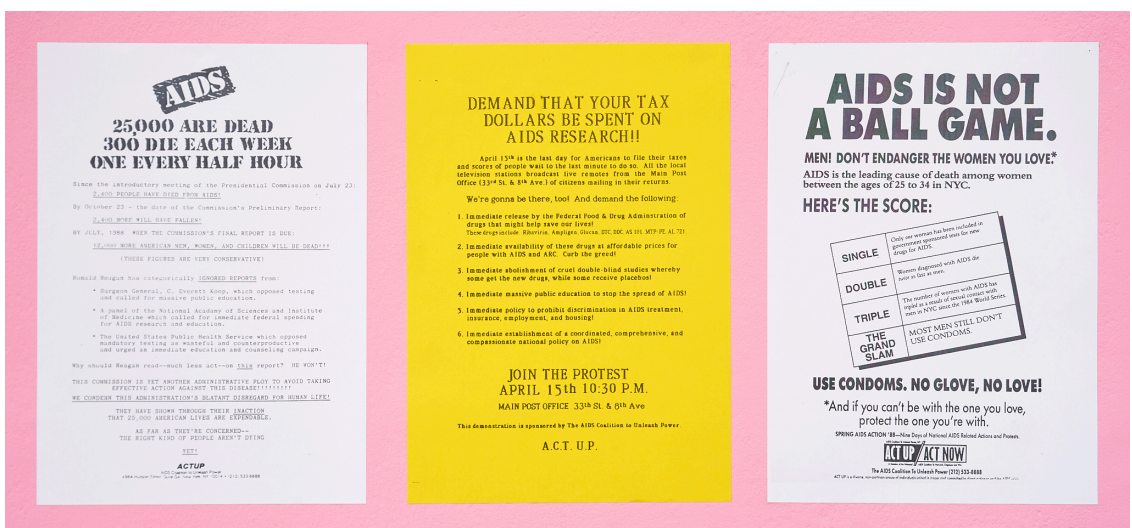 AIDS
25,000 ARE DEAD
300 DIE EACH WEEK
ONE EVERY HALF HOUR
Since the introductory meeting of the Presidential Commission on July 23:
2,400 PEOPLE HAVE DIED FROM AIDS!
By October 23 - the date of the Commission's Preliminary Report:
2,400 MORE WILL HAVE FALLEN!
BY JULY, 1988 WHEN THE COMMISSION'S FINAL REPORT IS DUE:
12,000 MORE AMERICAN MEN, WOMEN, AND CHILDREN WILL BE DEAD!!!
(THESE FIGURES ARE VERY CONSERVATIVE)
Ronald Reagan has categorically IGNORED REPORTS from:
* Surgeon General, C. Everett Koop, which opposed testing
and called for massive public education.
* A panel of the National Academy of Sciences and Institute
of Medicine which called for immediate federal spending
for AIDS research and education.
* The United States Public Health Service which opposed
mandatory testing as wasteful and counterproductive
and urged an immediate education and counseling campaign.
Why should Reagan read--much less act--on this report? HE WON'T!
THIS COMMISSION IS YET ANOTHER ADMINISTRATIVE PLOY TO AVOID TAKING
EFFECTIVE ACTION AGAINST THIS DISEASE!!!!!!!!!
WE CONDEMN THIS ADMINISTRATION'S BLATANT DISREGARD FOR HUMAN LIFE!
THEY HAVE SHOWN THROUGH THEIR INACTION
THAT 25,000 AMERICAN LIVES ARE EXPENDABLE.
AS FAR AS THEY'RE CONCERNED--
THE RIGHT KIND OF PEOPLE AREN'T DYING
YET!
ACTUP
AIDS Coalition to Unleash Power
DEMAND THAT YOUR TAX
DOLLARS BE SPENT ON
AIDS RESEARCH!!
April 15th is the last day for Americans to file their taxes
and scores of people wait to the last minute to do so. All the local
television stations broadcast live remotes from the Main Post
Office (33rd St. & 8th Ave.) of citizens mailing in their returns.
We're gonna be there, too! And demand the following:
1. Immediate release by the Federal Food & Drug Adminstration of
drugs that might help save our lives!
These drugs include: Ribavirin, Ampligen, Glucan, DTC, DDC, AS 101, MTP-PE, AL 721.
2. Immediate availability of these drugs at affordable prices for
people with AIDS and ARC. Curb the greed!
3. Immediate abolishment of cruel double-blind studies whereby
some get the new drugs, while some receive placebos!
4. Immediate massive public education to stop the spread of AIDS!
5. Immediate policy to prohibit discrimination in AIDS treatment,
insurance, employment, and housing!
6. Immediate establishment of a coordinated, comprehensive, and
compassionate national policy on AIDS!
JOIN THE PROTEST
APRIL 15th 10:30 P.M.
MAIN POST OFFICE 33th St. & 8th Ave
This demonstration is sponsored by The AIDS Coalition to Unleash Power.
A.C.T. U.P.
AIDS IS NOT
A BALL GAME.
MEN! DON'T ENDANGER THE WOMEN YOU LOVE.*
AIDS is the leading cause of death among women
between the ages of 25 to 34 in NYC.
HERE'S THE SCORE:
SINGLE
Only one woman has been included in
government sponsored tests for new
drugs for AIDS.
DOUBLE
Women diagnosed with AIDS die
twice as fast as men.
TRIPLE
The number of women with AIDS has
tripled as a result of sexual contact with
men in NYC since the 1984 World Series.
THE
GRAND
SLAM
MOST MEN STILL DON'T
USE CONDOMS.
USE CONDOMS. NO GLOVE, NO LOVE!
*And if you can't be with the one you love,
protect the one you're with.
SPRING AIDS ACTION '88—Nine Days of National AIDS Related Actions and Protests.
ACT UP / ACT NOW
The AIDS Coalition To Unleash Power (212) 533-8888